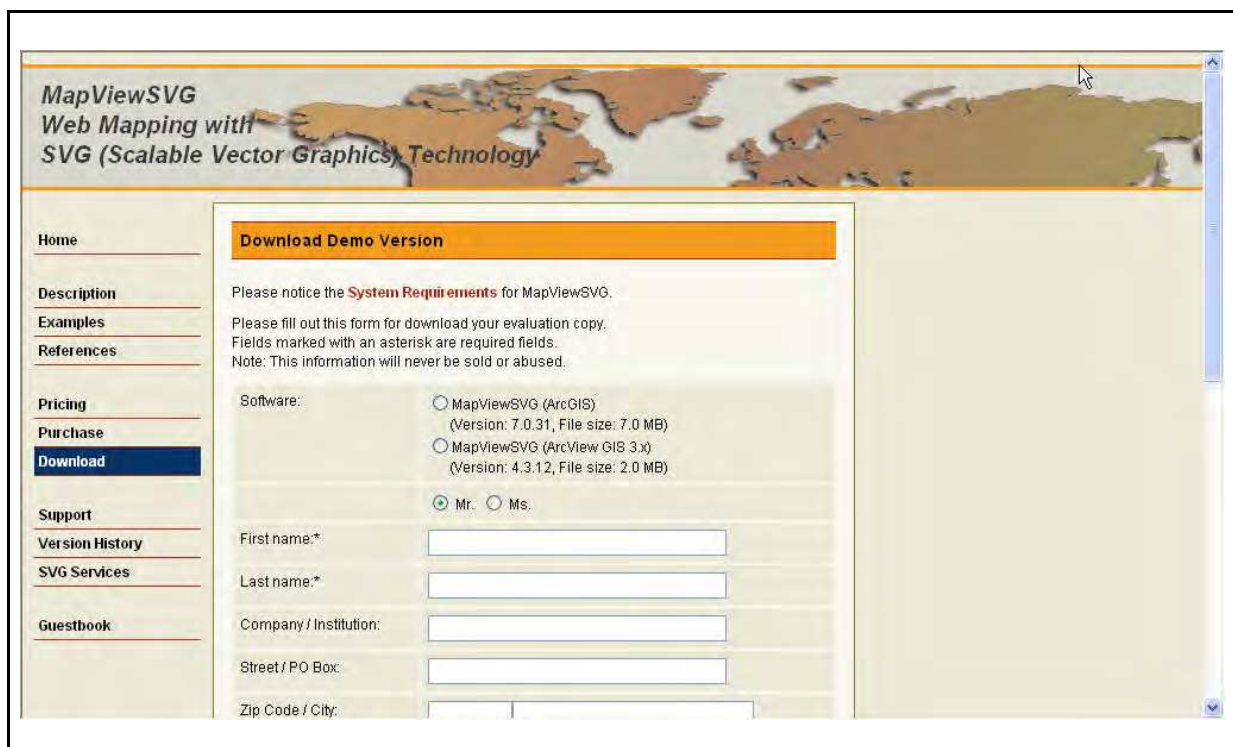 MapViewSVG
Web Mapping with
SVG (Scalable Vector Graphics) Technology
Home
Description
Examples
References
Pricing
Purchase
Download
Support
Version History
SVG Services
Guestbook
Download Demo Version
Please notice the System Requirements for MapViewSVG.
Please fill out this form for download your evaluation copy.
Fields marked with an asterisk are required fields.
Note: This information will never be sold or abused.
Software:
MapViewSVG (ArcGIS)
(Version: 7.0.31, File size: 7.0 MB)
MapViewSVG (ArcView GIS 3.x)
(Version: 4.3.12, File size: 2.0 MB)
Mr. Ms.
First name:*
Last name:*
Company / Institution:
Street / PO Box:
Zip Code / City: